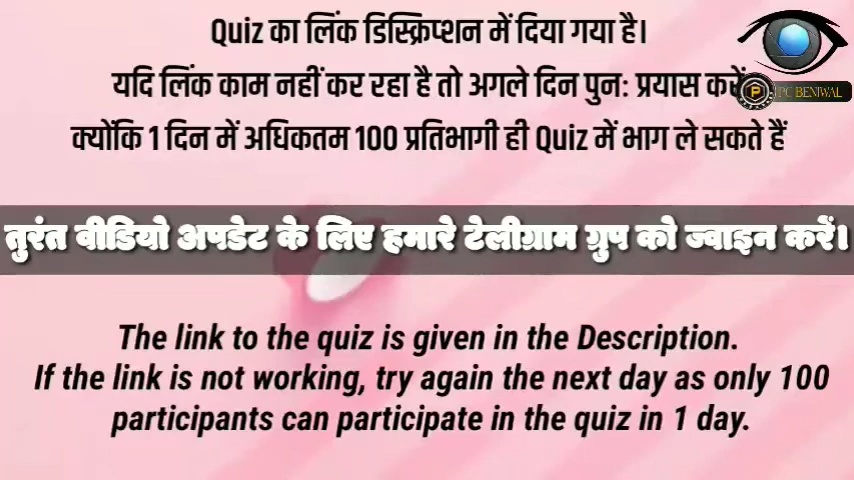 Quiz का लिंक डिस्क्रिप्शन में दिया गया है।
यदि लिंक काम नहीं कर रहा है तो अगले दिन पुनः प्रयास करें
PC BENIWAL
क्योंकि 1 दिन में अधिकतम 100 प्रतिभागी ही Quiz में भाग ले सकते हैं
तुरंत वीडियो अपडेट के लिए हमारे टेलीग्राम ग्रुप को ज्वाइन करें।
The link to the quiz is given in the Description.
If the link is not working, try again the next day as only 100
participants can participate in the quiz in 1 day.